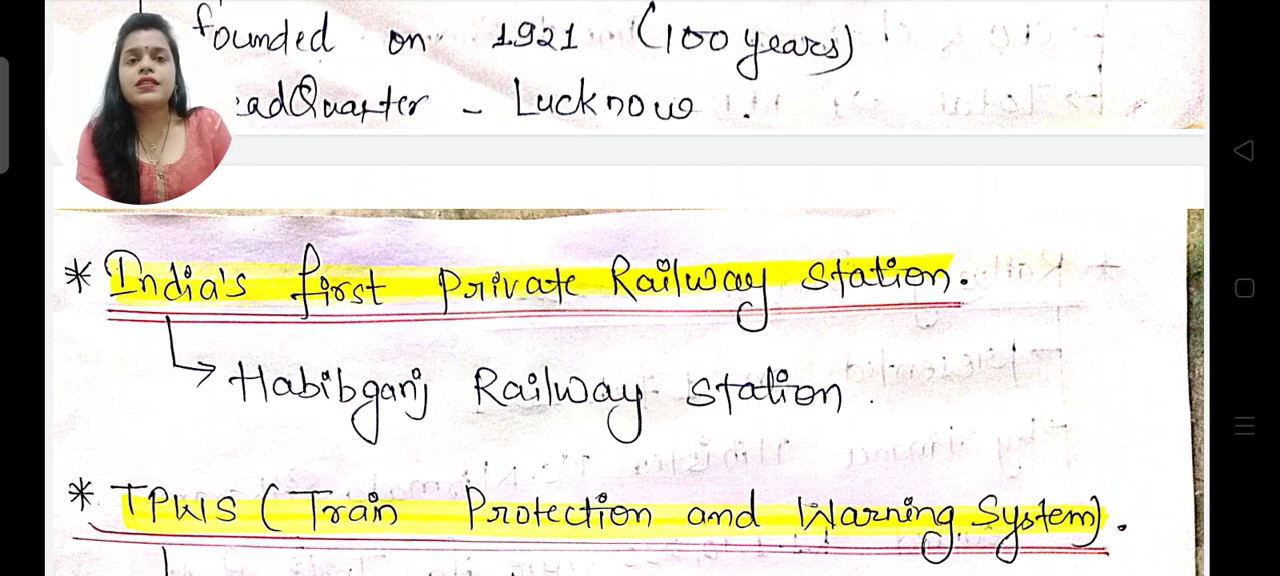 founded on 1921 (100 years)
adQuarter - Lucknow.
* India's first Private Railway Station.
Habibganj Railway Station.
* TPWS (Train Protection and Warning System).